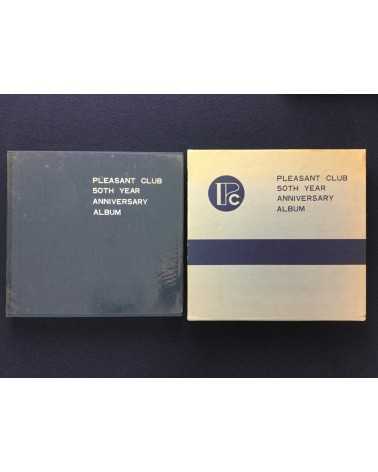 PLEASANT CLUB
50TH YEAR
ANNIVERSARY
ALBUM
PC
PLEASANT CLUB
50TH YEAR
ANNIVERSARY
ALBUM